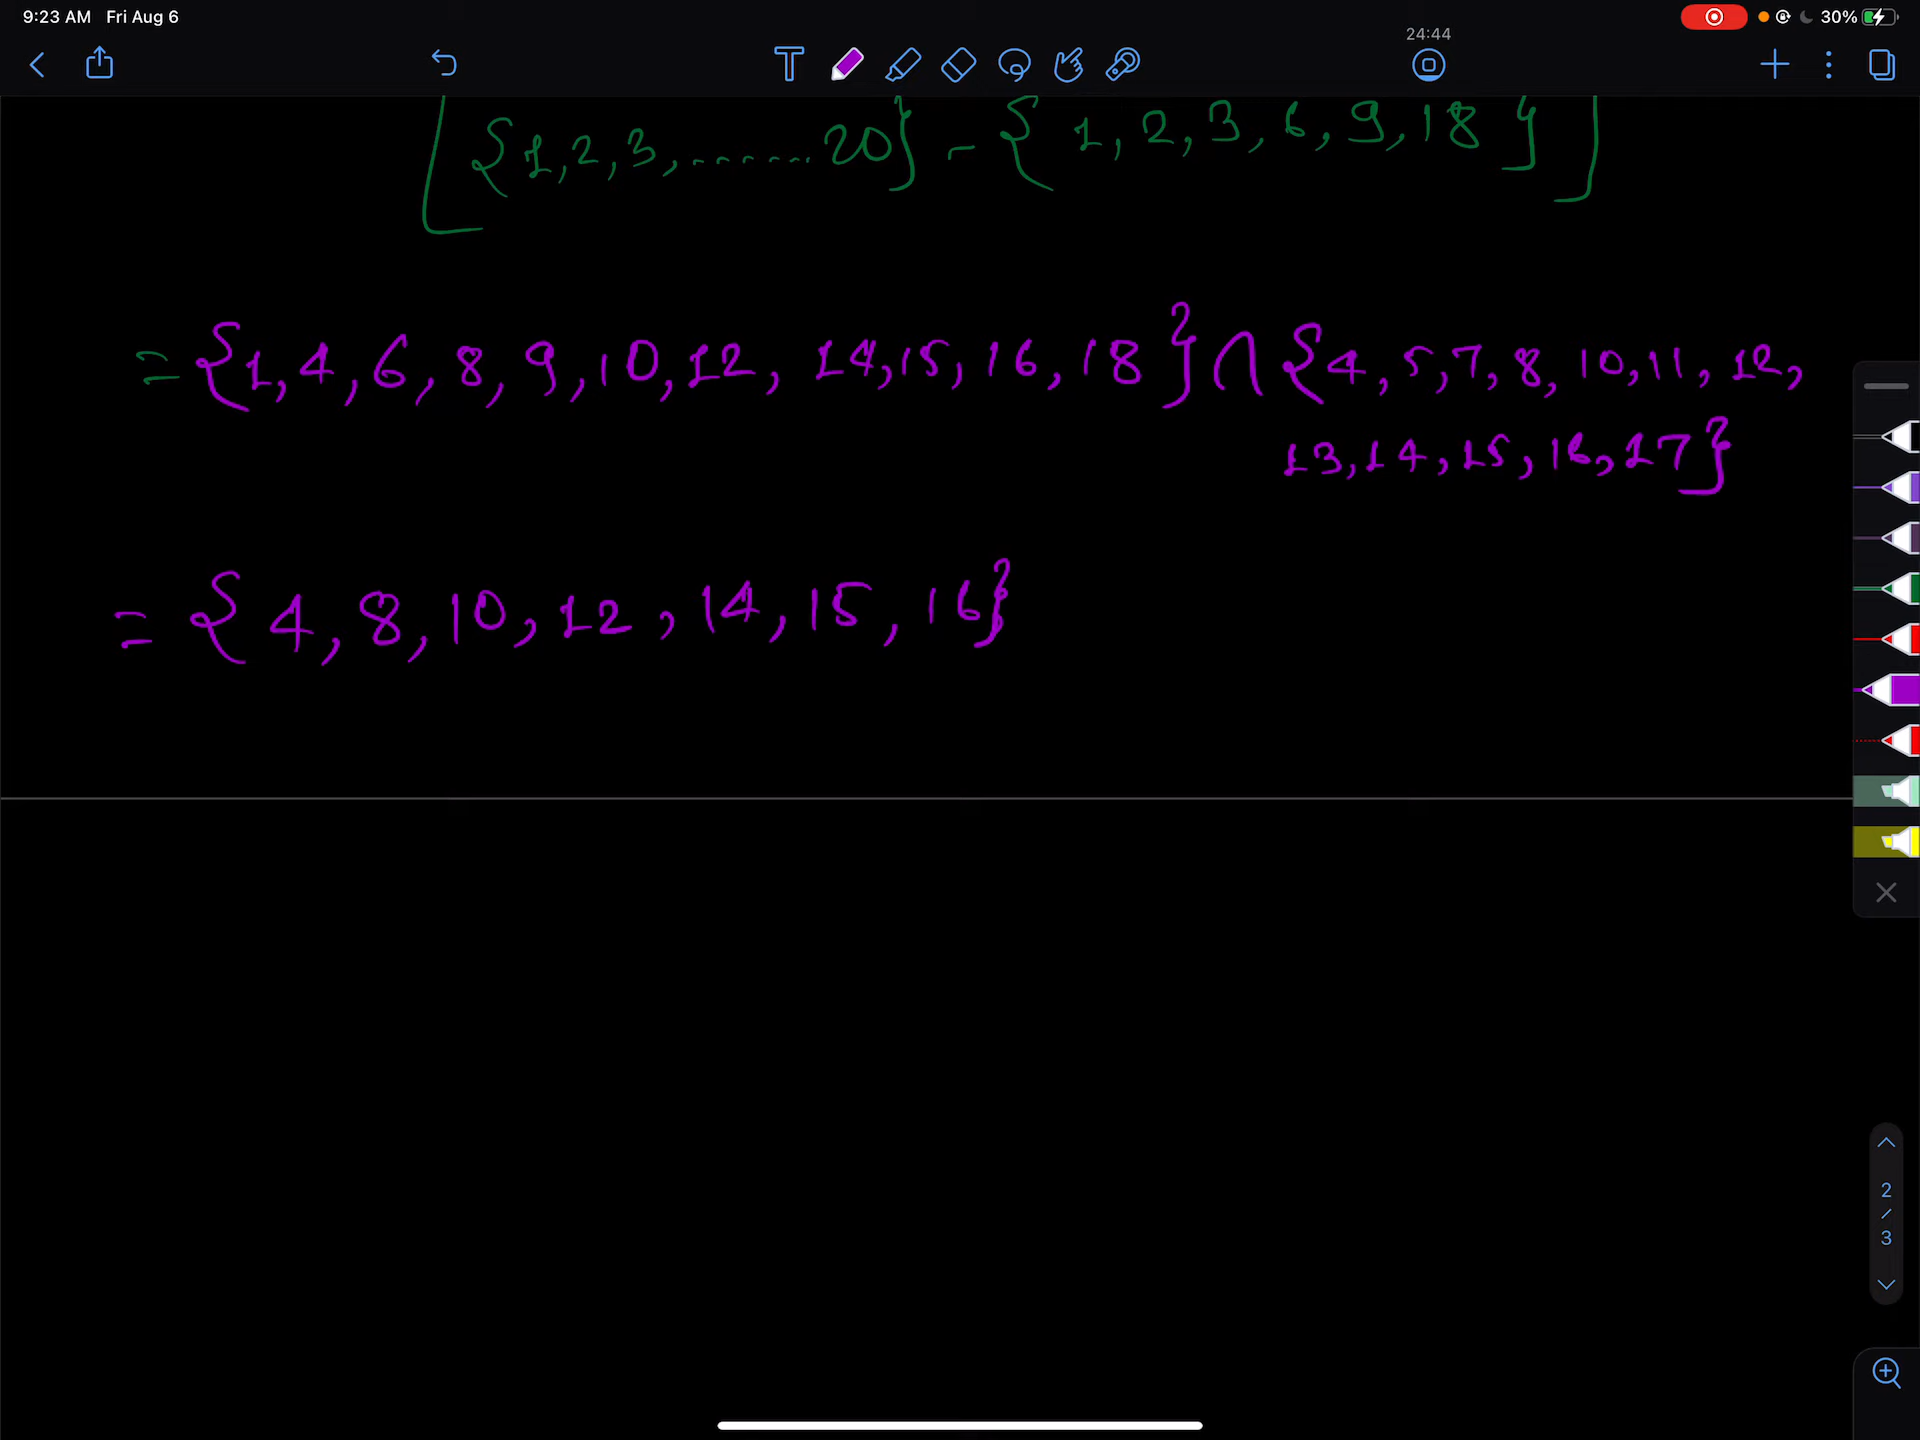 9:23 AM Fri Aug 6
30%
24:44
[{1,2,3,.......20} - {1,2,3,6,9,18}]
= {1,4,6,8,9,10,12,14,15,16,18} ∩ {4,5,7,8,10,11,12,
13,14,15,16,17}
= {4,8,10,12,14,15,16}
2
/
3